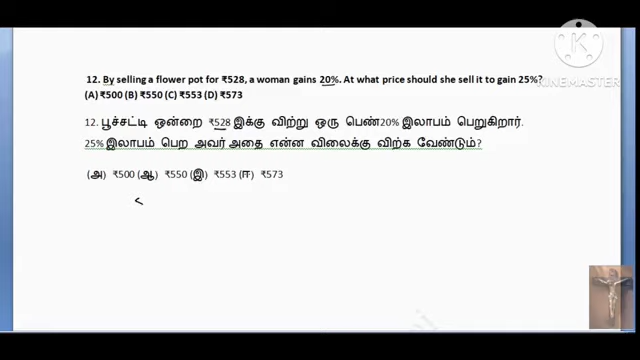 KINEMASTER
12. By selling a flower pot for ₹528, a woman gains 20%. At what price should she sell it to gain 25%?
(A) ₹500 (B) ₹550 (C) ₹553 (D) ₹573
12. பூச்சட்டி ஒன்றை ₹528 இக்கு விற்று ஒரு பெண்20% இலாபம் பெறுகிறார்.
25% இலாபம் பெற அவர் அதை என்ன விலைக்கு விற்க வேண்டும்?
(அ) ₹500 (ஆ) ₹550 (இ) ₹553 (ஈ) ₹573